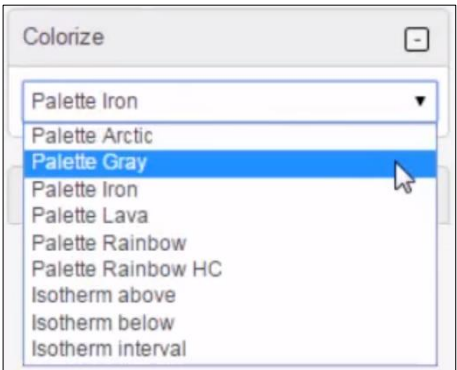 Colorize -
Palette Iron
Palette Arctic
Palette Gray
Palette Iron
Palette Lava
Palette Rainbow
Palette Rainbow HC
Isotherm above
Isotherm below
Isotherm interval